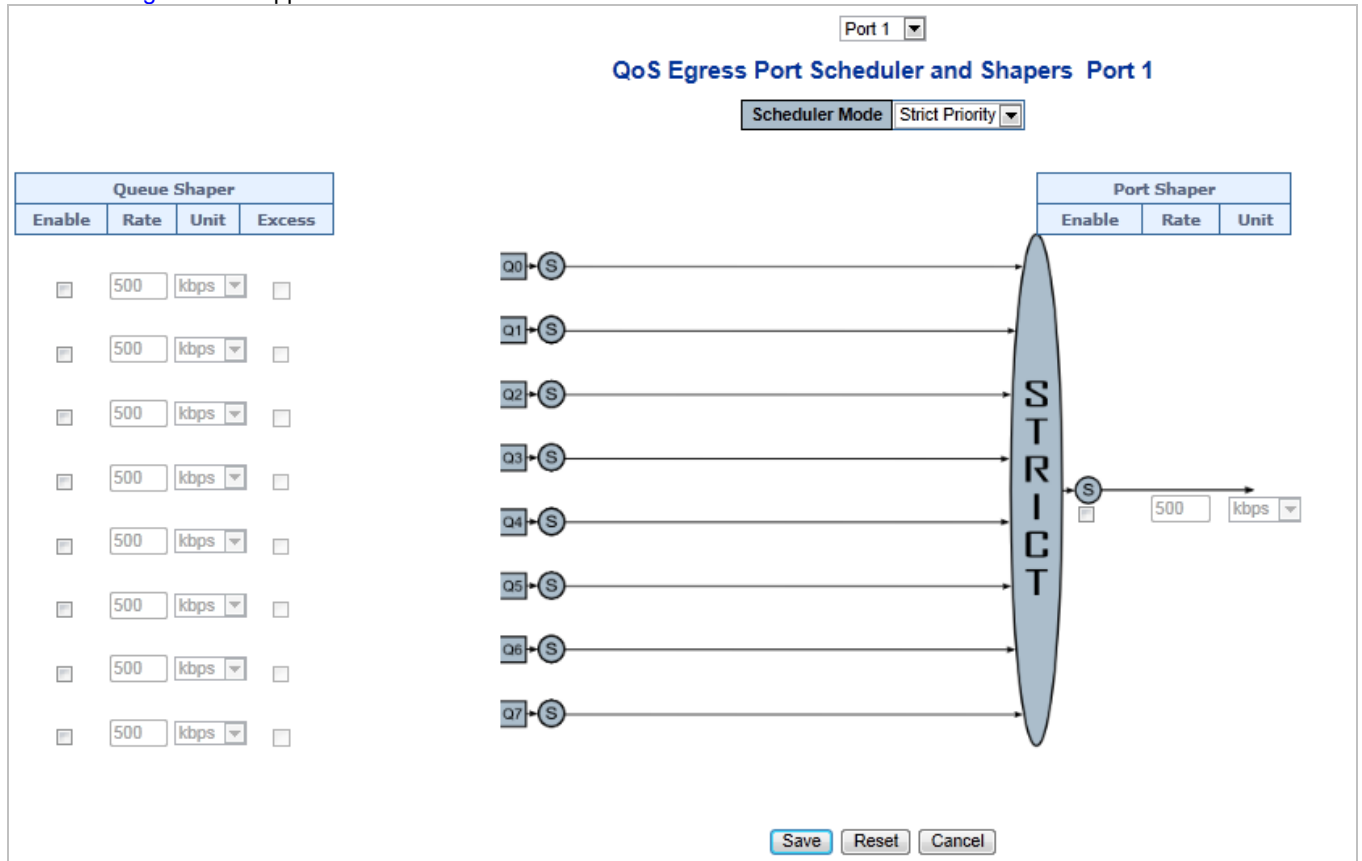 Port 1
QoS Egress Port Scheduler and Shapers Port 1
Scheduler Mode Strict Priority
Queue Shaper
Enable Rate Unit Excess
Port Shaper
Enable Rate Unit
500 kbps
Q0 S
500 kbps
Q1 S
500 kbps
Q2 S
500 kbps
Q3 S
500 kbps
Q4 S
500 kbps
Q5 S
500 kbps
Q6 S
500 kbps
Q7 S
STRICT
S
500 kbps
Save Reset Cancel